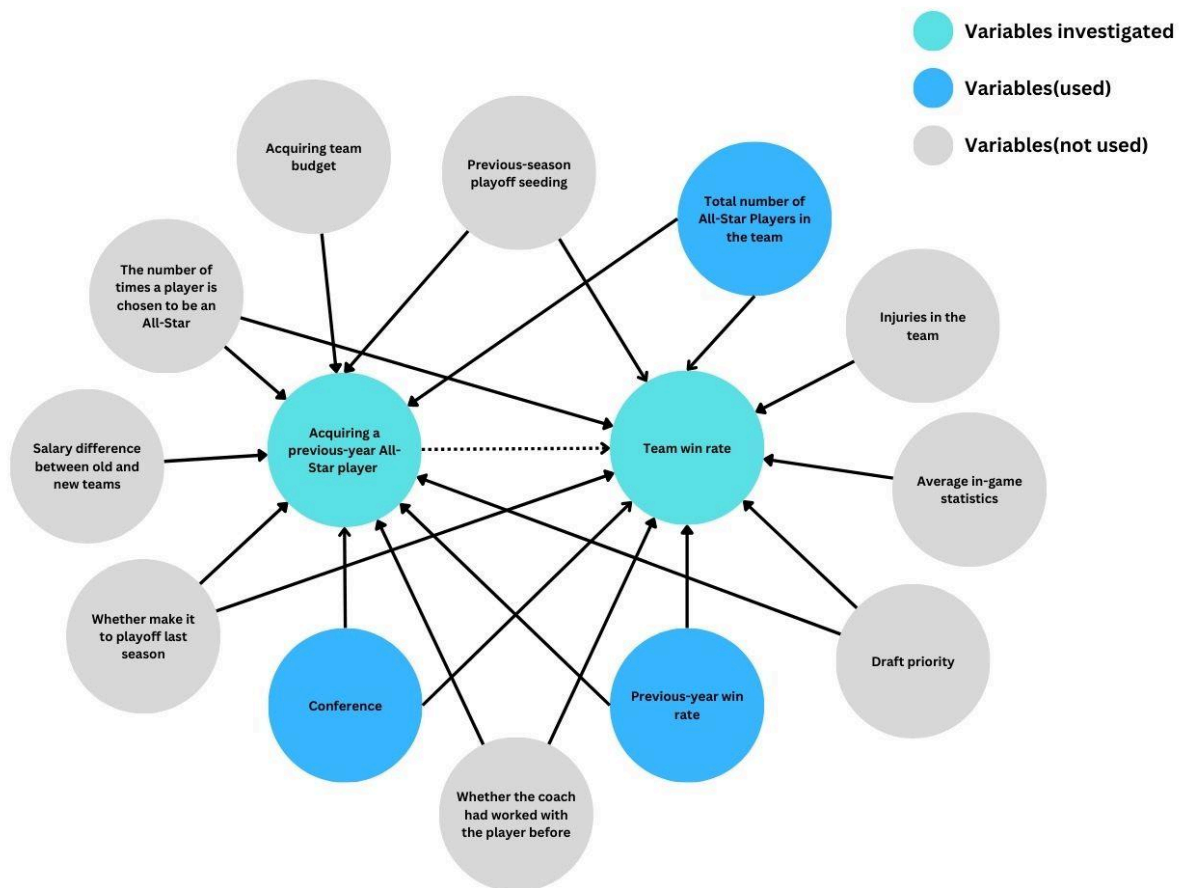 Variables investigated
Variables(used)
Variables(not used)
Acquiring team
budget
Previous-season
playoff seeding
Total number of
All-Star Players in
the team
The number of
times a player is
chosen to be an
All-Star
Injuries in the
team
Salary difference
between old and
new teams
Acquiring a
previous-year All-
Star player
Team win rate
Average in-game
statistics
Whether make it
to playoff last
season
Conference
Previous-year win
rate
Draft priority
Whether the coach
had worked with
the player before